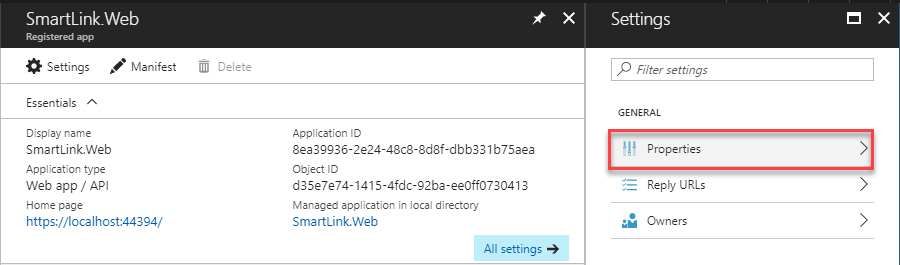 SmartLink.Web
Registered app
Settings Manifest Delete
Essentials
Display name
SmartLink.Web
Application type
Web app / API
Home page
https://localhost:44394/
Application ID
8ea39936-2e24-48c8-8d8f-dbb331b75aea
Object ID
d35e7e74-1415-4fdc-92ba-ee0ff0730413
Managed application in local directory
SmartLink.Web
All settings
Settings
Filter settings
GENERAL
Properties
Reply URLs
Owners